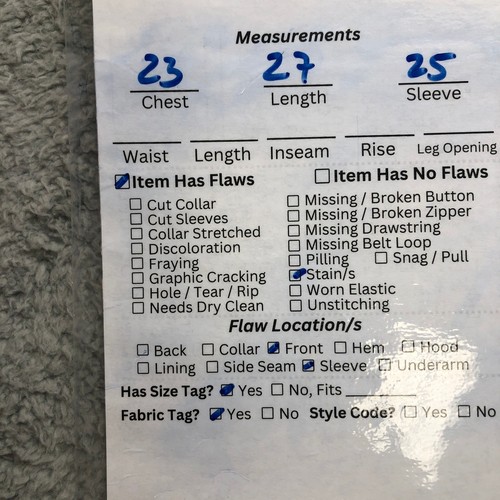 Measurements
23 27 25
Chest Length Sleeve
Waist Length Inseam Rise Leg Opening
Item Has Flaws Item Has No Flaws
Cut Collar Missing / Broken Button
Cut Sleeves Missing / Broken Zipper
Collar Stretched Missing Drawstring
Discoloration Missing Belt Loop
Fraying Pilling Snag / Pull
Graphic Cracking Stain/s
Hole / Tear / Rip Worn Elastic
Needs Dry Clean Unstitching
Flaw Location/s
Back Collar Front Hem Hood
Lining Side Seam Sleeve Underarm
Has Size Tag? Yes No, Fits
Fabric Tag? Yes No Style Code? Yes No